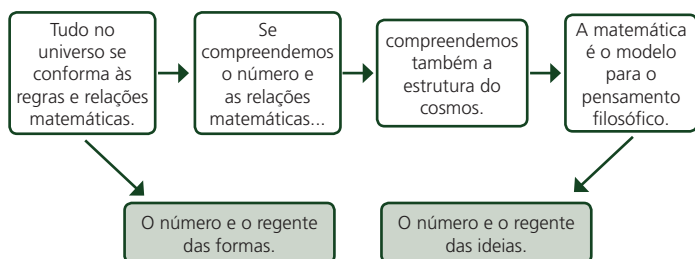 Tudo no
universo se
conforma às
regras e relações
matemáticas.
Se
compreendemos
o número e
as relações
matemáticas...
compreendemos
também a
estrutura do
cosmos.
A matemática
é o modelo
para o
pensamento
filosófico.
O número e o regente
das formas.
O número e o regente
das ideias.